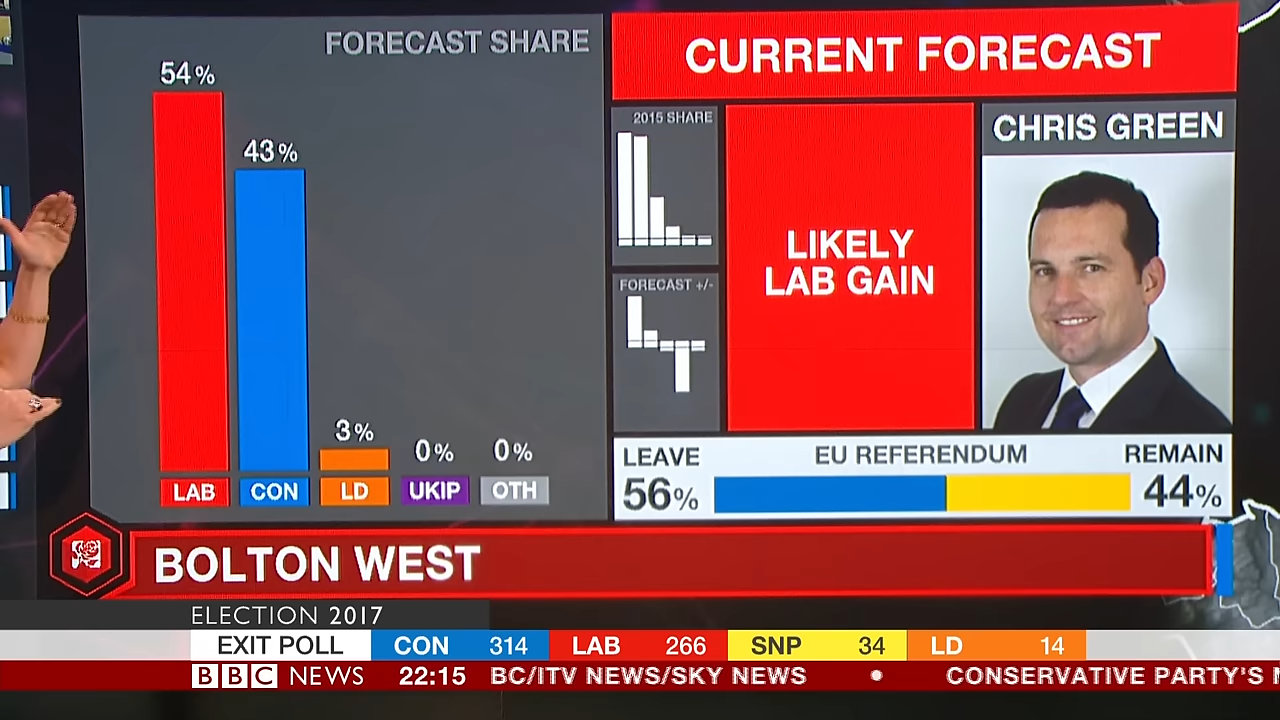 FORECAST SHARE
54%
43%
3%
0%
0%
LAB
CON
LD
UKIP
OTH
CURRENT FORECAST
2015 SHARE
FORECAST +/-
LIKELY
LAB GAIN
CHRIS GREEN
LEAVE
EU REFERENDUM
REMAIN
56%
44%
BOLTON WEST
ELECTION 2017
EXIT POLL CON 314 LAB 266 SNP 34 LD 14
BBC NEWS 22:15 BC/ITV NEWS/SKY NEWS • CONSERVATIVE PARTY'S